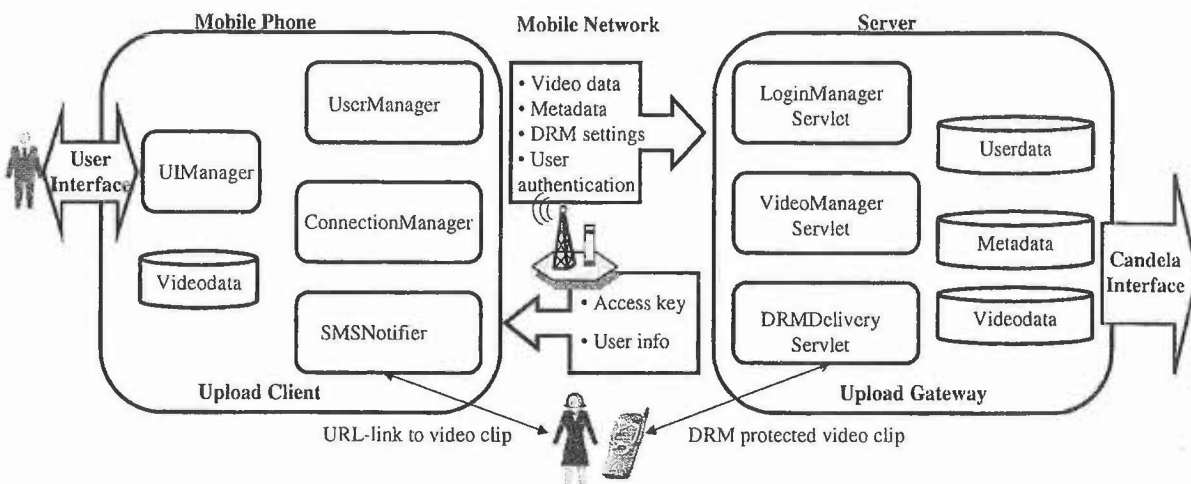 Mobile Phone
Mobile Network
Server
UserManager
UIManager
User
Interface
ConnectionManager
Videodata
SMSNotifier
Upload Client
• Video data
• Metadata
• DRM settings
• User
authentication
• Access key
• User info
LoginManager
Servlet
VideoManager
Servlet
DRMDelivery
Servlet
Userdata
Metadata
Videodata
Upload Gateway
Candela
Interface
URL-link to video clip
DRM protected video clip